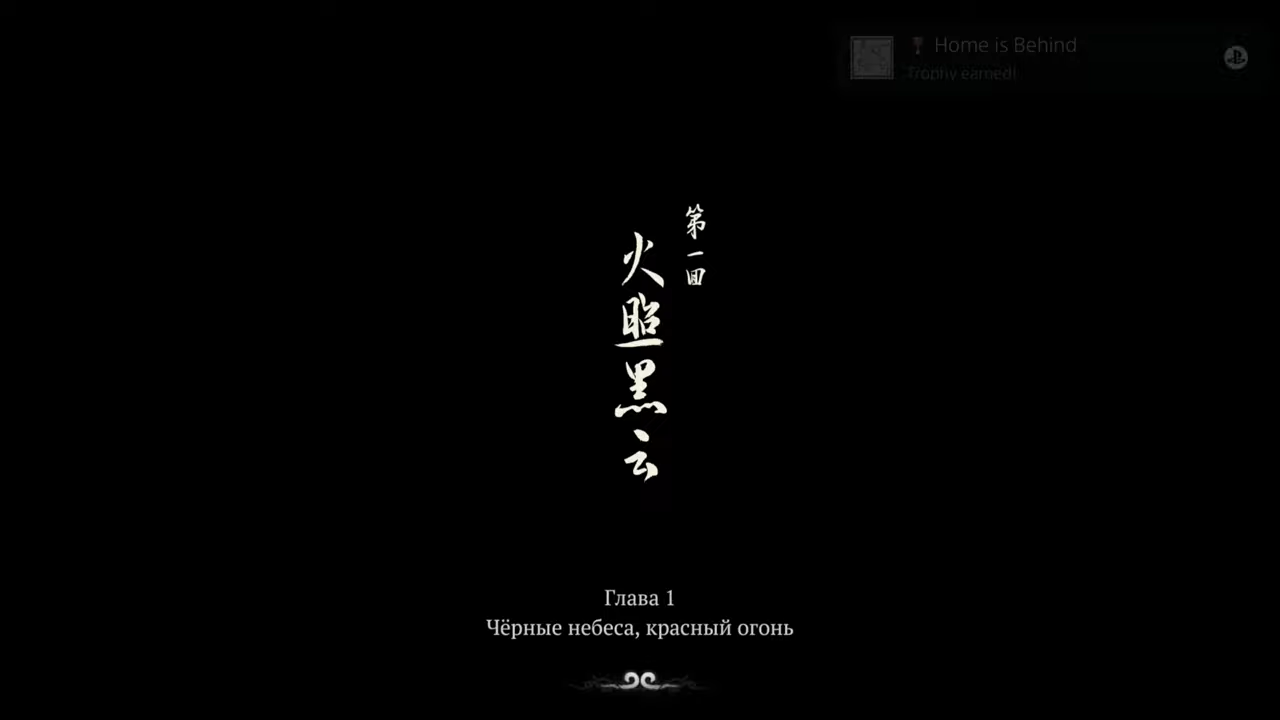 Home is Behind
Trophy earned!
第一回
火照黑云
Глава 1
Чёрные небеса, красный огонь